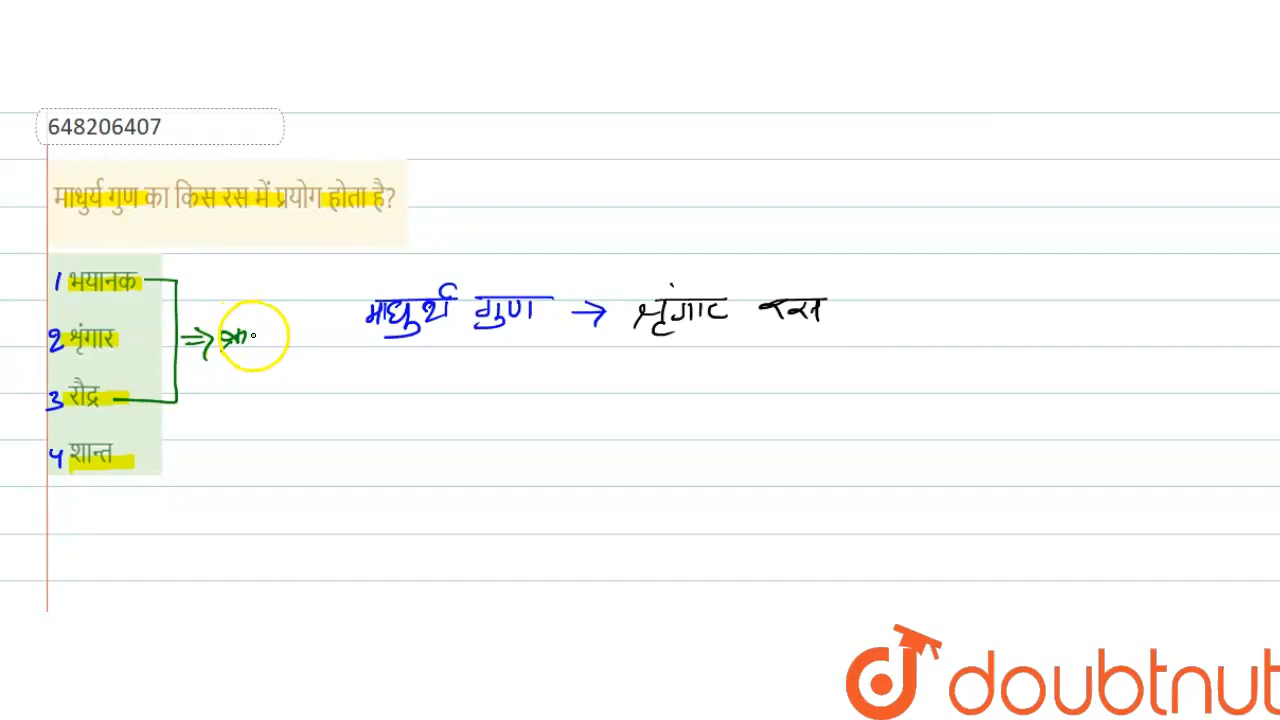 648206407
माधुर्य गुण का किस रस में प्रयोग होता है?
1 भयानक
2 श्रृंगार
3 रौद्र
4 शान्त
माधुर्य गुण → श्रृंगार रस
doubtnut